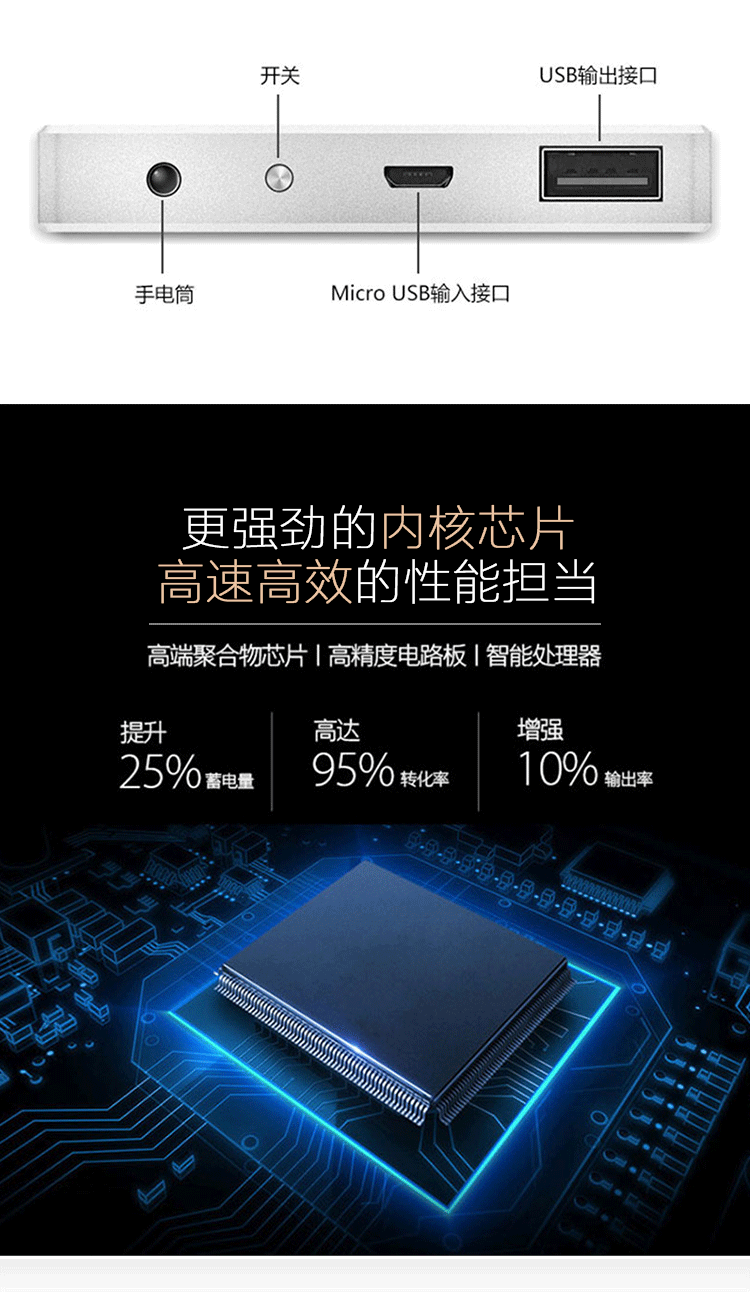 开关
USB输出接口
手电筒
Micro USB输入接口
更强劲的内核芯片
高速高效的性能担当
高端聚合物芯片丨高精度电路板丨智能处理器
提升
25%蓄电量
高达
95%转化率
增强
10%输出率